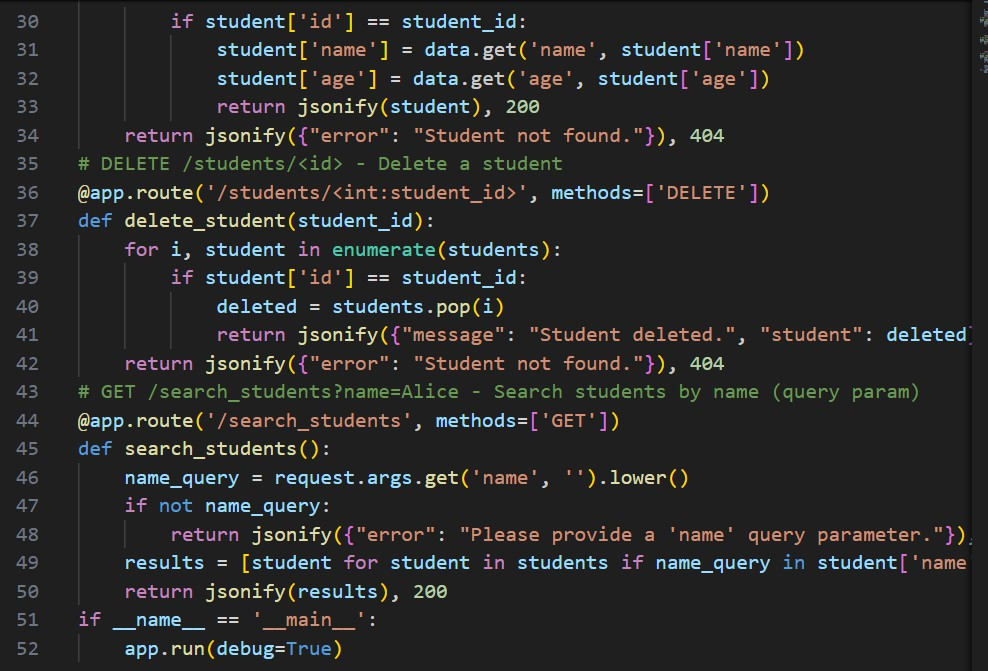 30 if student['id'] == student_id:
31 student['name'] = data.get('name', student['name'])
32 student['age'] = data.get('age', student['age'])
33 return jsonify(student), 200
34 return jsonify({"error": "Student not found."}), 404
35 # DELETE /students/<id> - Delete a student
36 @app.route('/students/<int:student_id>', methods=['DELETE'])
37 def delete_student(student_id):
38 for i, student in enumerate(students):
39 if student['id'] == student_id:
40 deleted = students.pop(i)
41 return jsonify({"message": "Student deleted.", "student": deleted}
42 return jsonify({"error": "Student not found."}), 404
43 # GET /search_students?name=Alice - Search students by name (query param)
44 @app.route('/search_students', methods=['GET'])
45 def search_students():
46 name_query = request.args.get('name', '').lower()
47 if not name_query:
48 return jsonify({"error": "Please provide a 'name' query parameter."}),
49 results = [student for student in students if name_query in student['name
50 return jsonify(results), 200
51 if __name__ == '__main__':
52 app.run(debug=True)